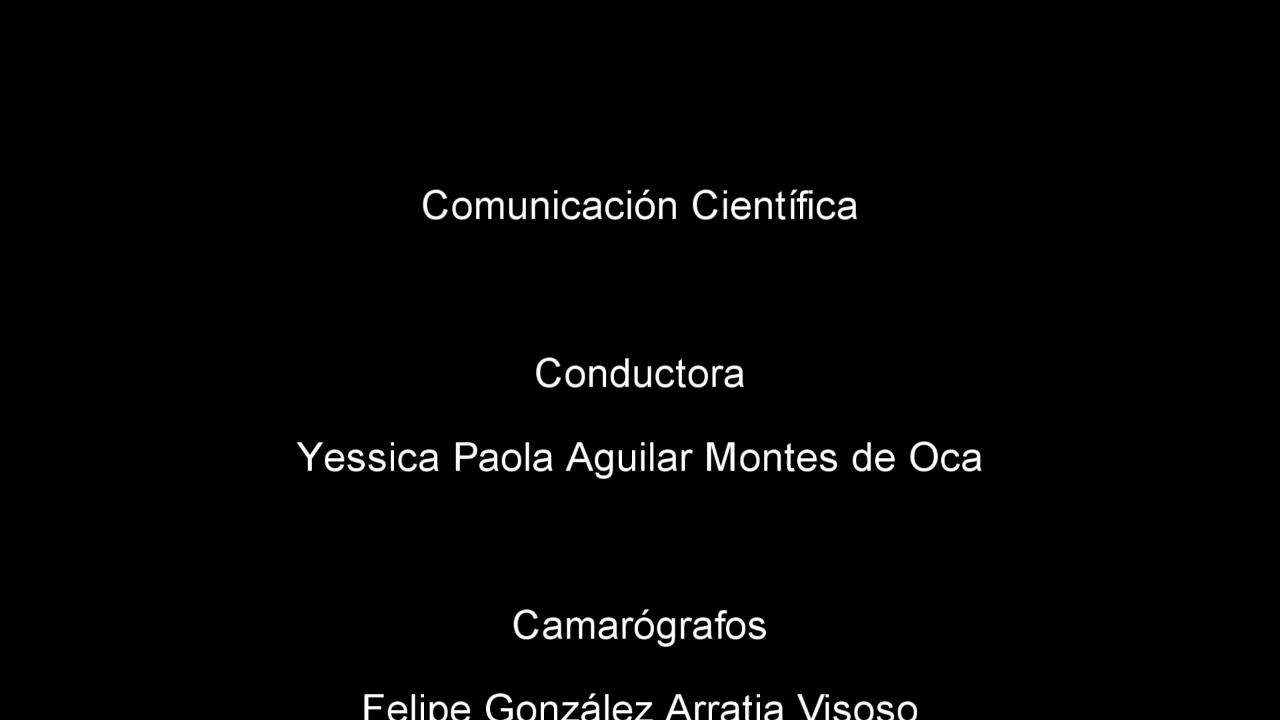 Comunicación Científica
Conductora
Yessica Paola Aguilar Montes de Oca
Camarógrafos
Felipe González Arratia Visoso